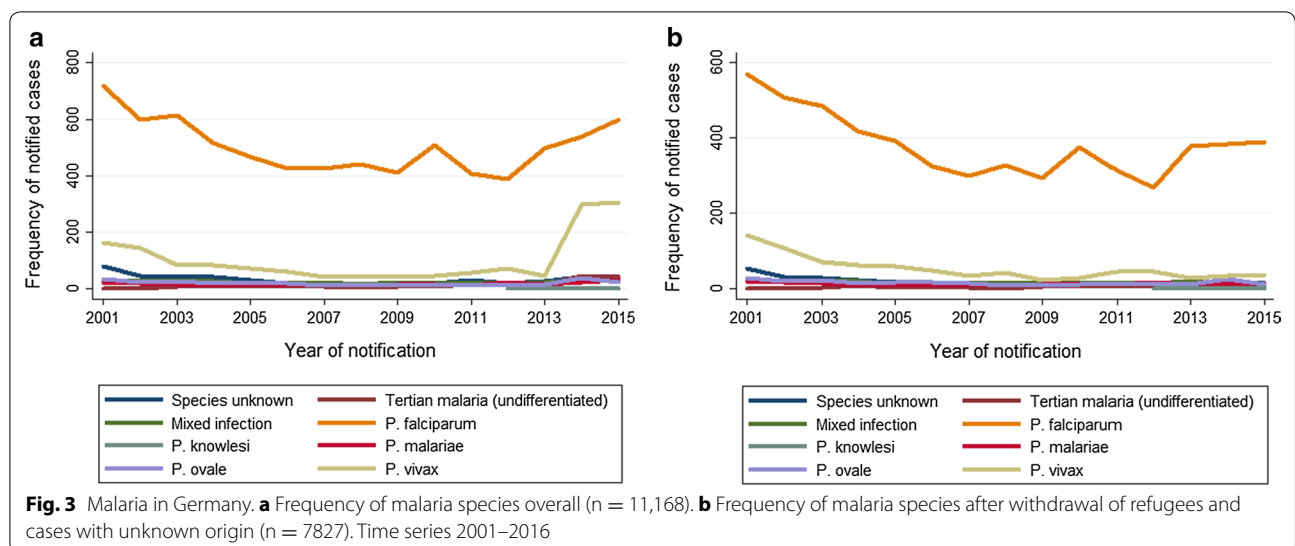 a
Frequency of notified cases
800
600
400
200
0
2001 2003 2005 2007 2009 2011 2013 2015
Year of notification
Species unknown Tertian malaria (undifferentiated)
Mixed infection P. falciparum
P. knowlesi P. malariae
P. ovale P. vivax
b
Frequency of notified cases
600
400
200
0
2001 2003 2005 2007 2009 2011 2013 2015
Year of notification
Species unknown Tertian malaria (undifferentiated)
Mixed infection P. falciparum
P. knowlesi P. malariae
P. ovale P. vivax
Fig. 3 Malaria in Germany. a Frequency of malaria species overall (n = 11,168). b Frequency of malaria species after withdrawal of refugees and
cases with unknown origin (n = 7827). Time series 2001–2016